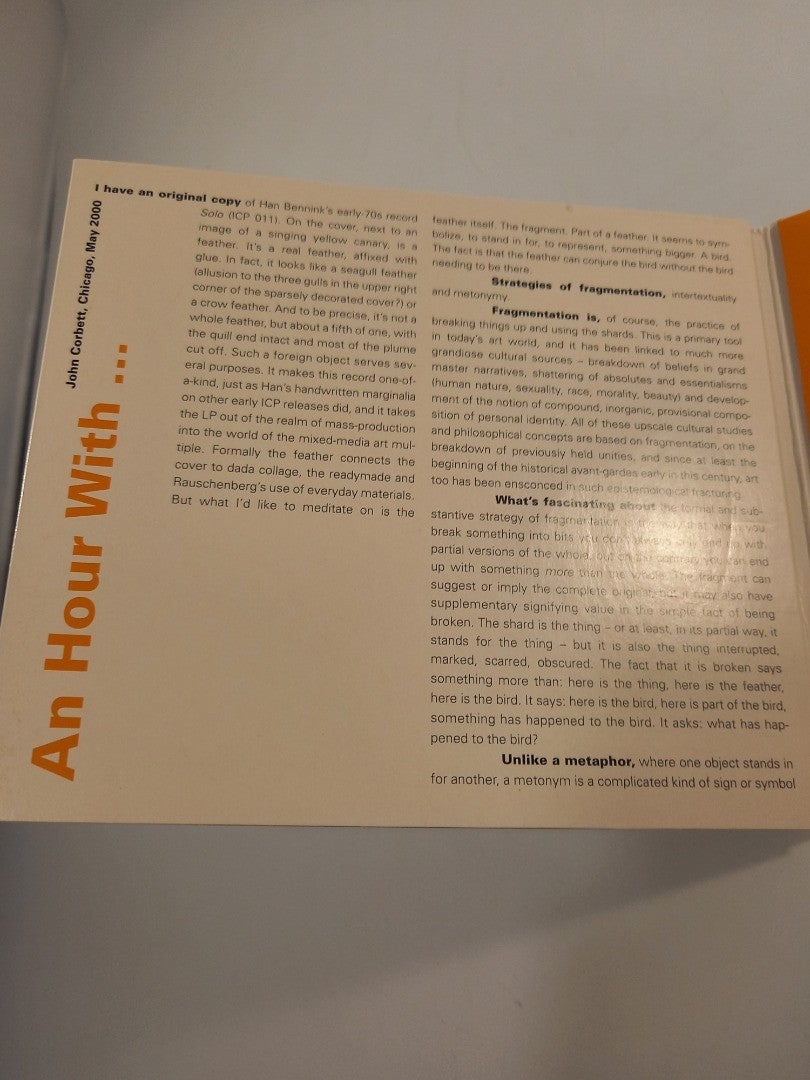 An Hour With ...
John Corbett, Chicago, May 2000
I have an original copy of Han Bennink's early-70s record
Solo (ICP 011). On the cover, next to an
image of a singing yellow canary, is a
feather. It's a real feather, affixed with
glue. In fact, it looks like a seagull feather
(allusion to the three gulls in the upper right
corner of the sparsely decorated cover?) or
a crow feather. And to be precise, it's not a
whole feather, but about a fifth of one, with
the quill end intact and most of the plume
cut off. Such a foreign object serves sev-
eral purposes. It makes this record one-of-
a-kind, just as Han's handwritten marginalia
on other early ICP releases did, and it takes
the LP out of the realm of mass-production
into the world of the mixed-media art mul-
tiple. Formally the feather connects the
cover to dada collage, the readymade and
Rauschenberg's use of everyday materials.
But what I'd like to meditate on is the
feather itself. The fragment. Part of a feather. It seems to sym-
bolize, to stand in for, to represent, something bigger. A bird.
The fact is that the feather can conjure the bird without the bird
needing to be there.
Strategies of fragmentation, intertextuality
and metonymy.
Fragmentation is, of course, the practice of
breaking things up and using the shards. This is a primary tool
in today's art world, and it has been linked to much more
grandiose cultural sources – breakdown of beliefs in grand
master narratives, shattering of absolutes and essentialisms
(human nature, sexuality, race, morality, beauty) and develop-
ment of the notion of compound, inorganic, provisional compo-
sition of personal identity. All of these upscale cultural studies
and philosophical concepts are based on fragmentation, on the
breakdown of previously held unities, and since at least the
beginning of the historical avant-gardes early in this century, art
too has been ensconced in such epistemological fracturing.
What's fascinating about the formal and sub-
stantive strategy of fragmentation is that when you
break something into bits you don't always only end up with
partial versions of the whole, but on the contrary you can end
up with something more than the whole. The fragment can
suggest or imply the complete original, but it may also have
supplementary signifying value in the simple fact of being
broken. The shard is the thing – or at least, in its partial way, it
stands for the thing – but it is also the thing interrupted,
marked, scarred, obscured. The fact that it is broken says
something more than: here is the thing, here is the feather,
here is the bird. It says: here is the bird, here is part of the bird,
something has happened to the bird. It asks: what has hap-
pened to the bird?
Unlike a metaphor, where one object stands in
for another, a metonym is a complicated kind of sign or symbol